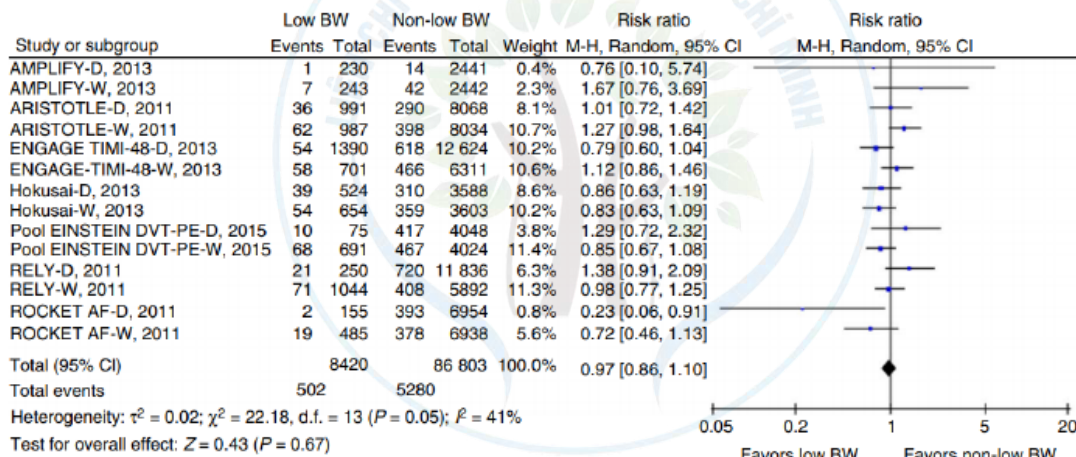 Low BW Non-low BW Risk ratio Risk ratio
Study or subgroup Events Total Events Total Weight M-H, Random, 95% CI M-H, Random, 95% CI
AMPLIFY-D, 2013 1 230 14 2441 0.4% 0.76 [0.10, 5.74]
AMPLIFY-W, 2013 7 243 42 2442 2.3% 1.67 [0.76, 3.69]
ARISTOTLE-D, 2011 36 991 290 8068 8.1% 1.01 [0.72, 1.42]
ARISTOTLE-W, 2011 62 987 398 8034 10.7% 1.27 [0.98, 1.64]
ENGAGE TIMI-48-D, 2013 54 1390 618 12 624 10.2% 0.79 [0.60, 1.04]
ENGAGE-TIMI-48-W, 2013 58 701 466 6311 10.6% 1.12 [0.86, 1.46]
Hokusai-D, 2013 39 524 310 3588 8.6% 0.86 [0.63, 1.19]
Hokusai-W, 2013 54 654 359 3603 10.2% 0.83 [0.63, 1.09]
Pool EINSTEIN DVT-PE-D, 2015 10 75 417 4048 3.8% 1.29 [0.72, 2.32]
Pool EINSTEIN DVT-PE-W, 2015 68 691 467 4024 11.4% 0.85 [0.67, 1.08]
RELY-D, 2011 21 250 720 11 836 6.3% 1.38 [0.91, 2.09]
RELY-W, 2011 71 1044 408 5892 11.3% 0.98 [0.77, 1.25]
ROCKET AF-D, 2011 2 155 393 6954 0.8% 0.23 [0.06, 0.91]
ROCKET AF-W, 2011 19 485 378 6938 5.6% 0.72 [0.46, 1.13]
Total (95% CI) 8420 86 803 100.0% 0.97 [0.86, 1.10]
Total events 502 5280
Heterogeneity: τ² = 0.02; χ² = 22.18, d.f. = 13 (P = 0.05); I² = 41%
Test for overall effect: Z = 0.43 (P = 0.67)
0.05 0.2 1 5 20
Favors low BW Favors non-low BW
CHÍ MINH